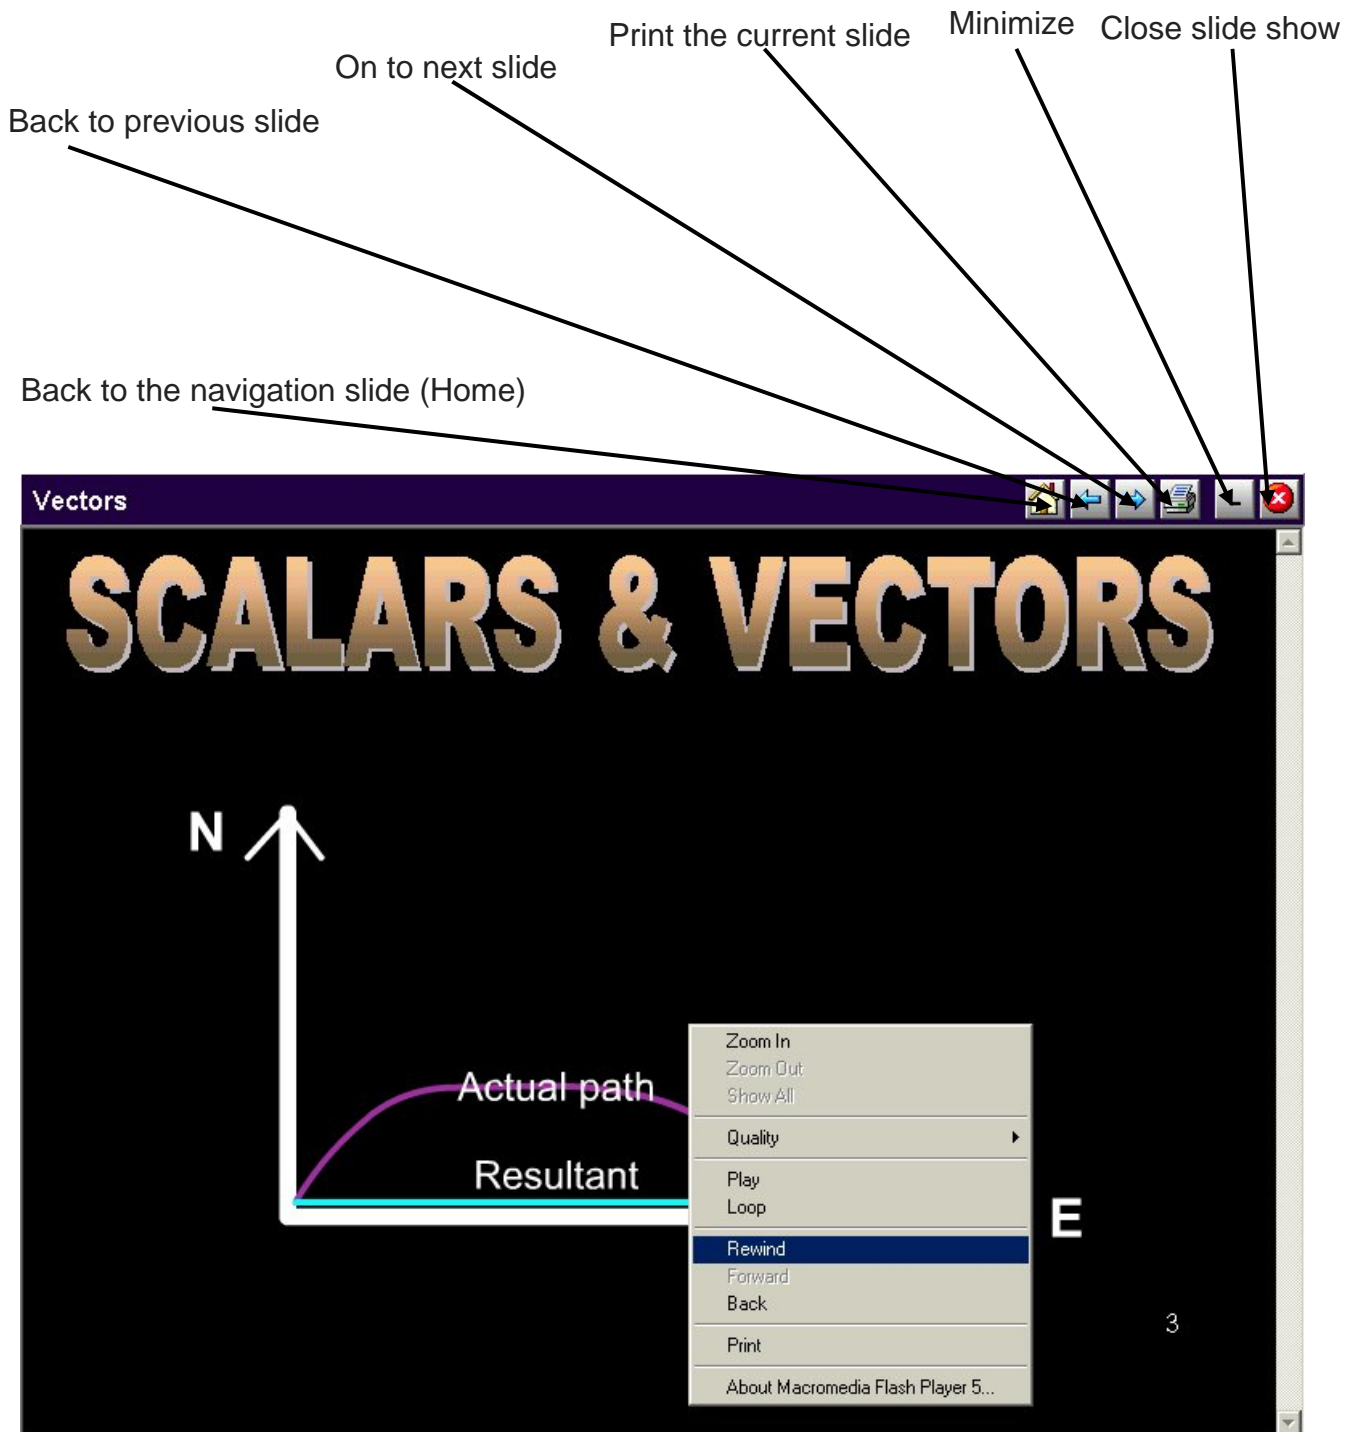 Minimize
Close slide show
Print the current slide
On to next slide
Back to previous slide
Back to the navigation slide (Home)
Vectors
SCALARS & VECTORS
N
Zoom In
Zoom Out
Show All
Actual path
Quality
Resultant
Play
Loop
E
Rewind
Forward
Back
3
Print
About Macromedia Flash Player 5...